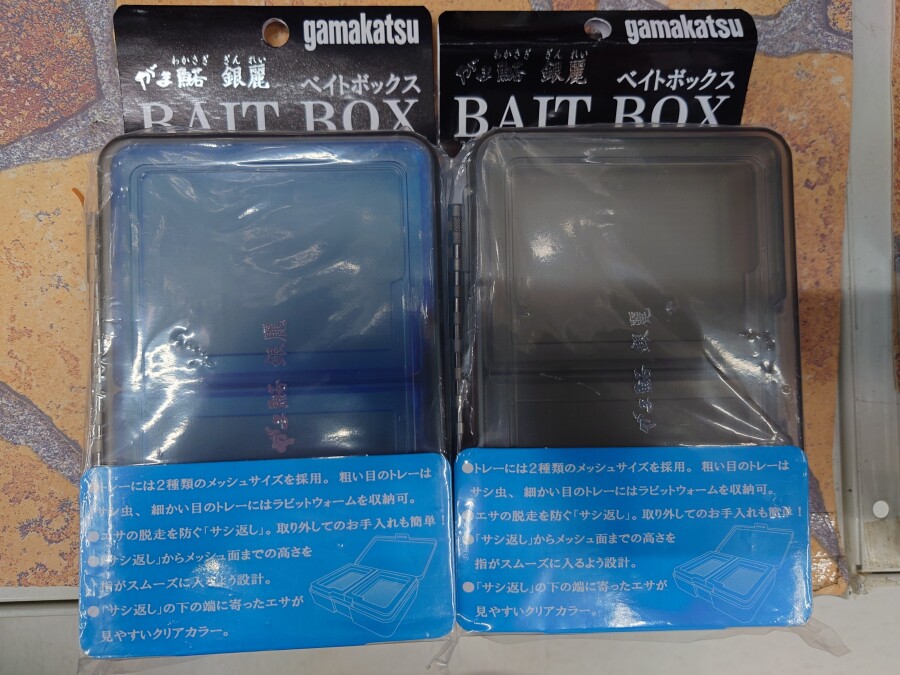 gamakatsu
わかさぎ ぎんれい
がま鮨 銀麗
ベイトボックス
BAIT BOX
がま鮨 銀麗
●トレーには2種類のメッシュサイズを採用。 粗い目のトレーは
サシ虫、細かい目のトレーにはラビットウォームを収納可。
●エサの脱走を防ぐ「サシ返し」。取り外してのお手入れも簡単！
●「サシ返し」からメッシュ面までの高さを
指がスムーズに入るよう設計。
●「サシ返し」の下の端に寄ったエサが
見やすいクリアカラー。
gamakatsu
わかさぎ ぎんれい
がま鮨 銀麗
ベイトボックス
BAIT BOX
がま鮨 銀麗
●トレーには2種類のメッシュサイズを採用。 粗い目のトレーは
サシ虫、細かい目のトレーにはラビットウォームを収納可。
●エサの脱走を防ぐ「サシ返し」。取り外してのお手入れも簡単！
●「サシ返し」からメッシュ面までの高さを
指がスムーズに入るよう設計。
●「サシ返し」の下の端に寄ったエサが
見やすいクリアカラー。